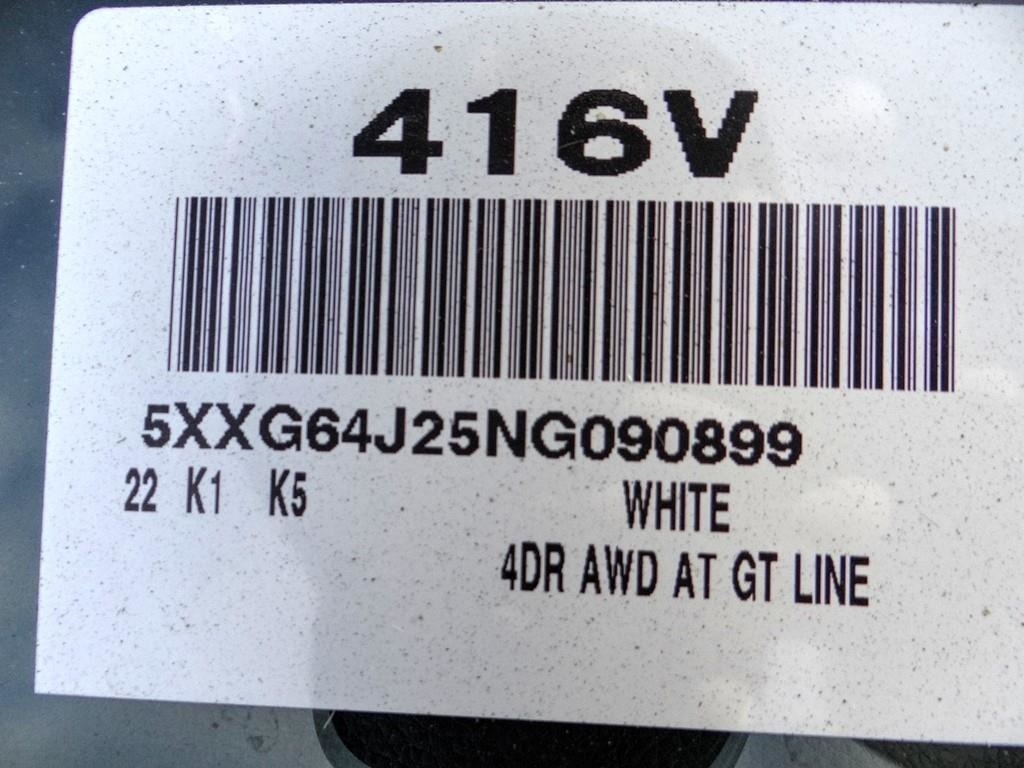 416V
5XXG64J25NG090899
22 K1 K5 WHITE
4DR AWD AT GT LINE